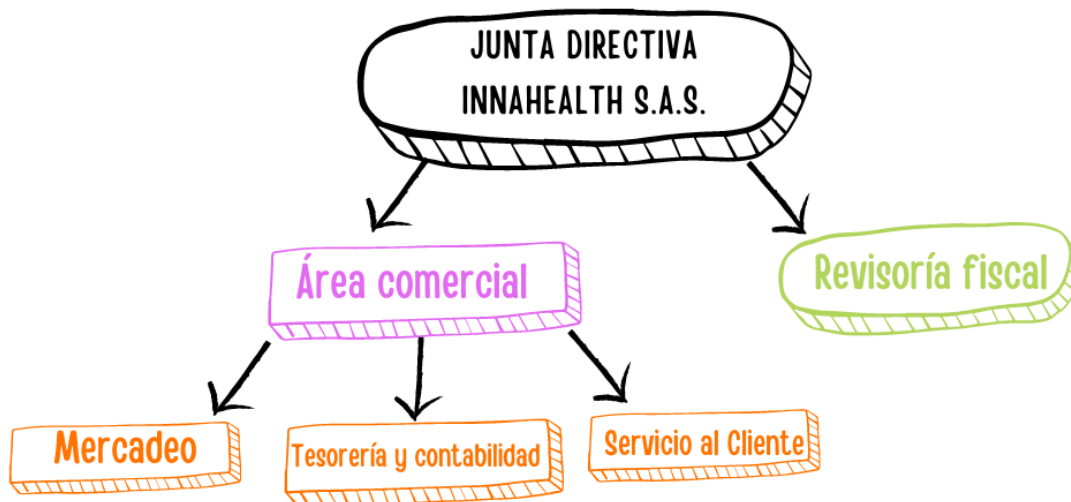 JUNTA DIRECTIVA
INNAHEALTH S.A.S.
Área comercial
Revisoría fiscal
Mercadeo
Tesorería y contabilidad
Servicio al Cliente